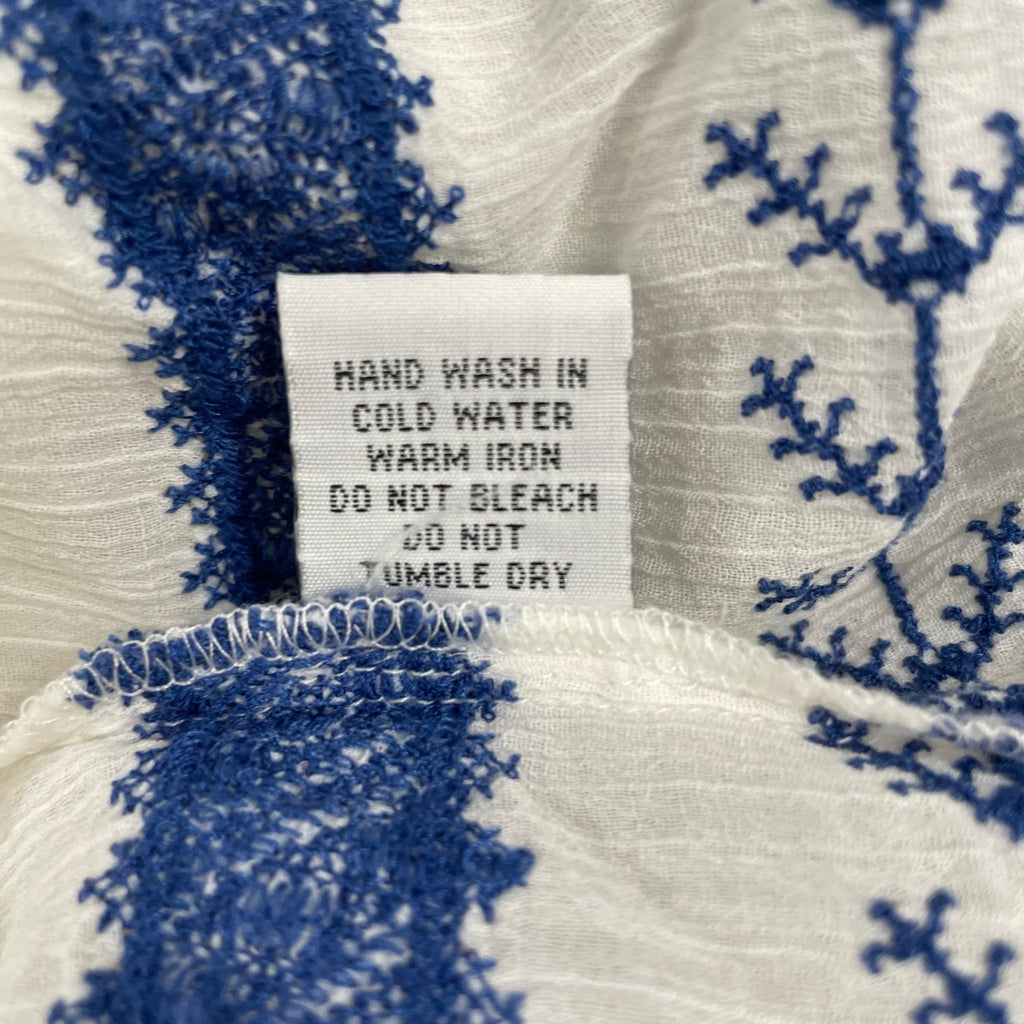 HAND WASH IN
COLD WATER
WARM IRON
DO NOT BLEACH
DO NOT
TUMBLE DRY